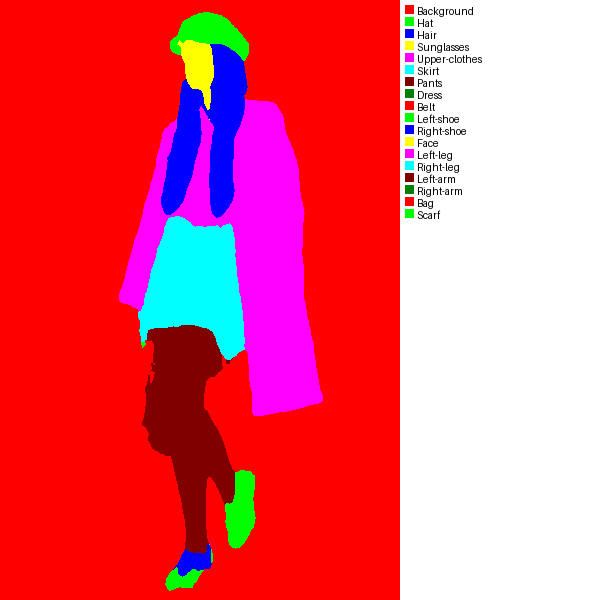 Background
Hat
Hair
Sunglasses
Upper-clothes
Skirt
Pants
Dress
Belt
Left-shoe
Right-shoe
Face
Left-leg
Right-leg
Left-arm
Right-arm
Bag
Scarf